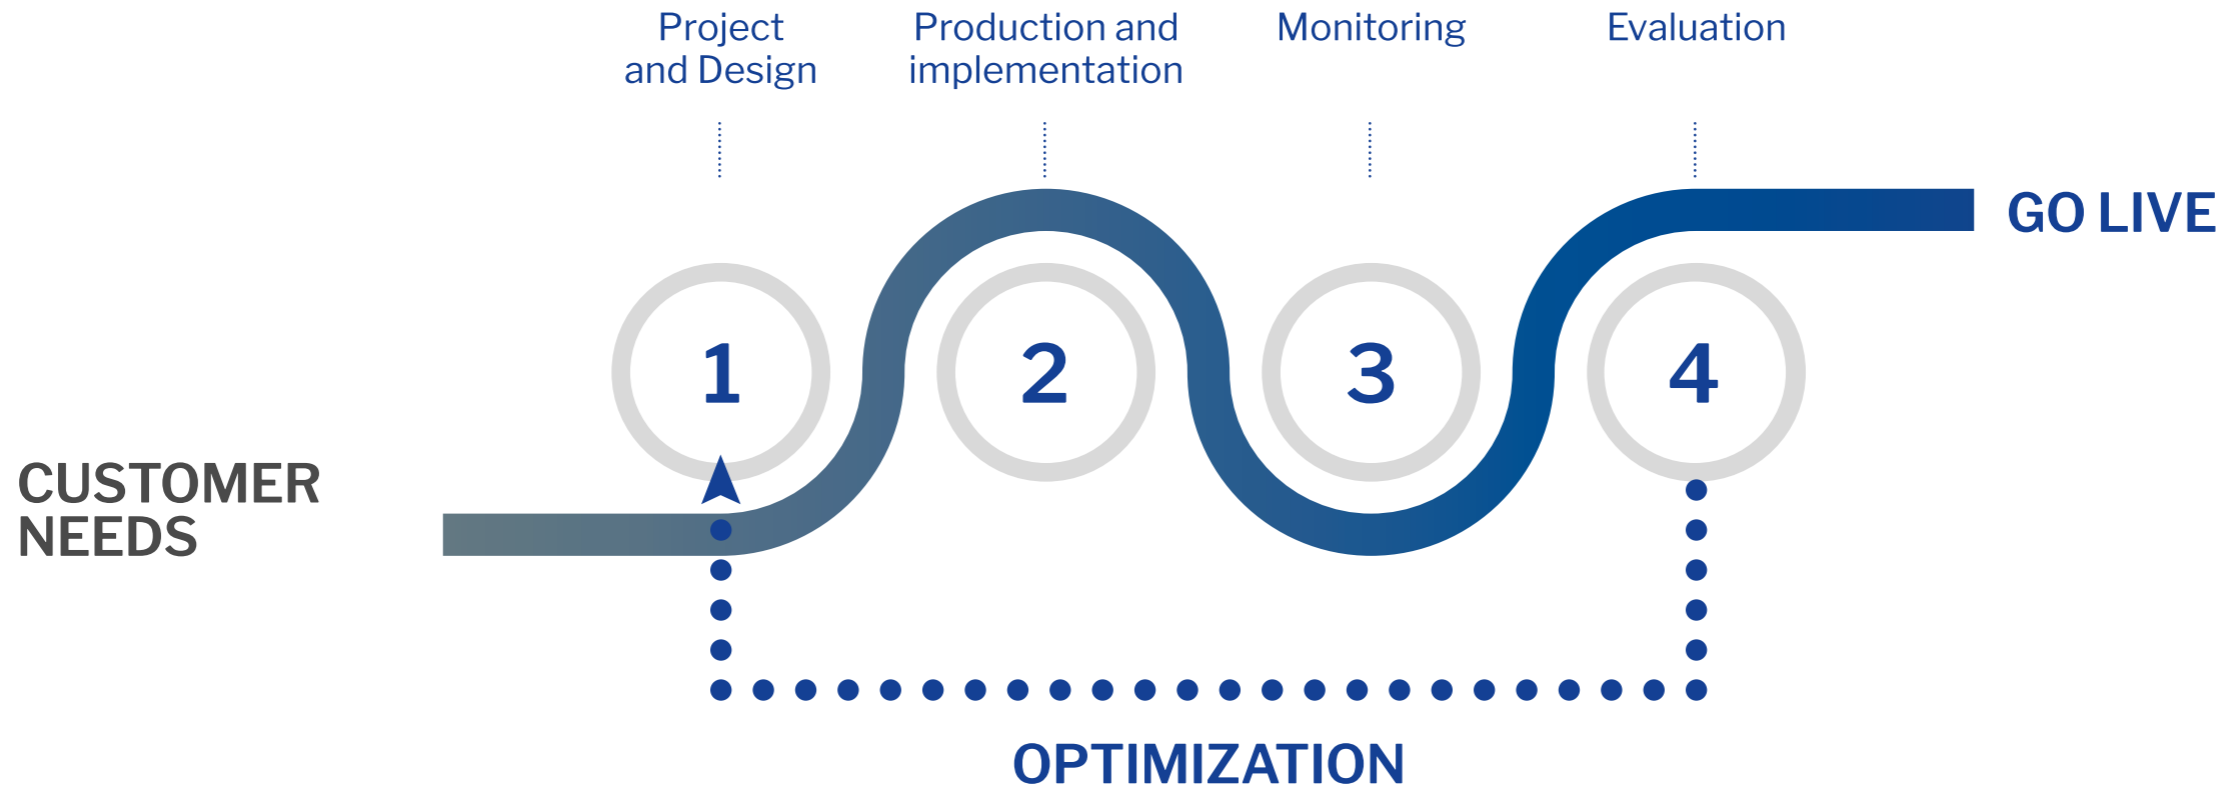 Project
and Design
Production and
implementation
Monitoring
Evaluation
GO LIVE
1
2
3
4
CUSTOMER
NEEDS
OPTIMIZATION